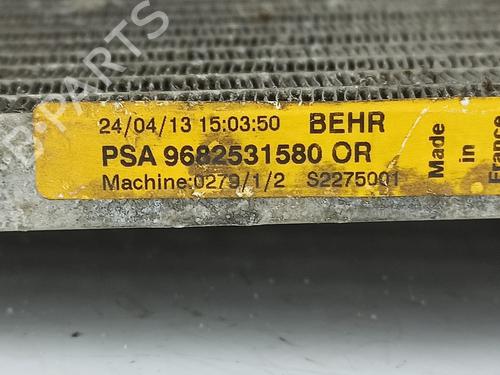 24/04/13 15:03:50 BEHR
PSA 9682531580 OR
Machine:0279/1/2 S2275001
Made
in
France
B-PARTS